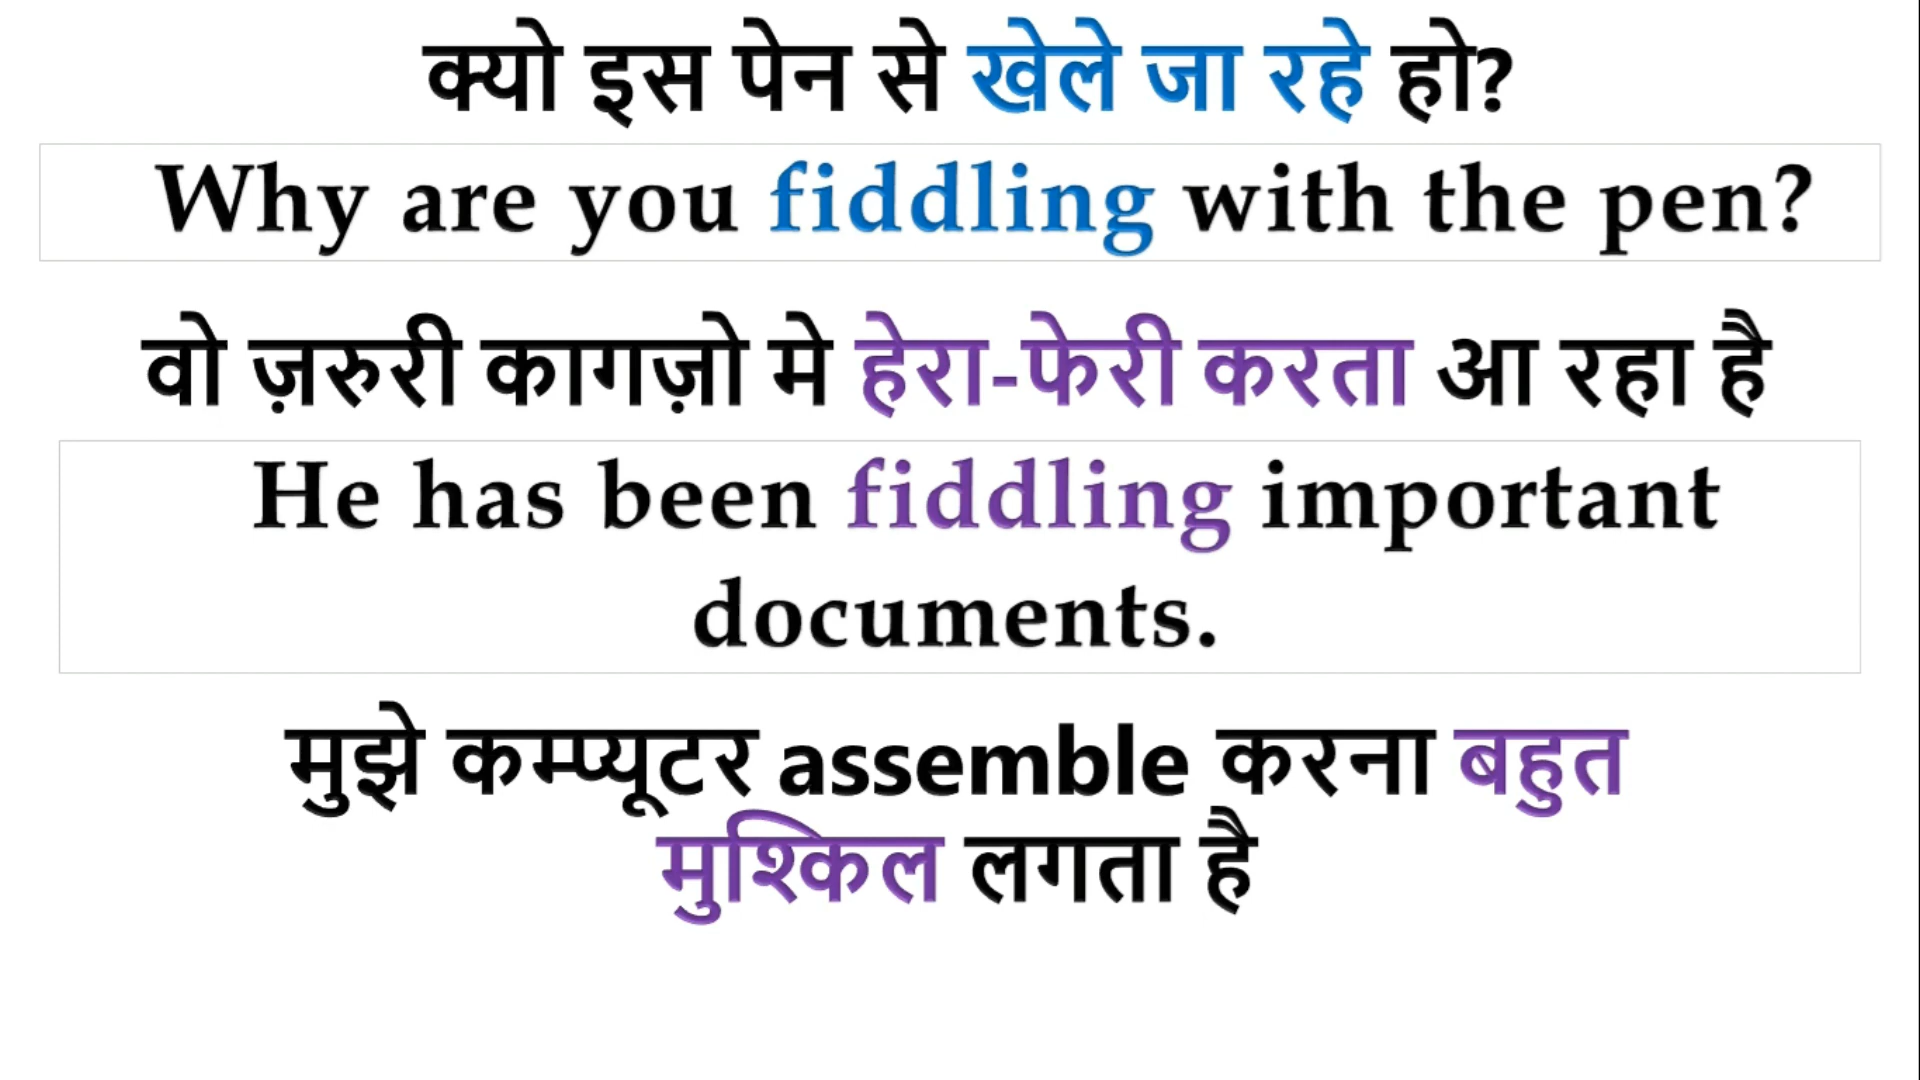 क्यो इस पेन से खेले जा रहे हो?
Why are you fiddling with the pen?
वो ज़रुरी कागज़ो मे हेरा-फेरी करता आ रहा है
He has been fiddling important
documents.
मुझे कम्प्यूटर assemble करना बहुत
मुश्किल लगता है